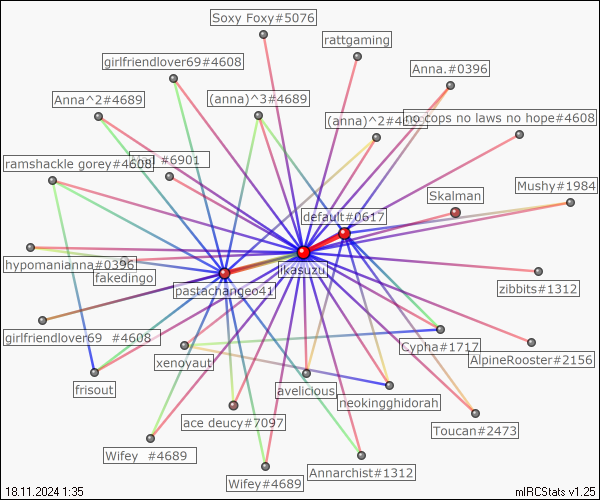 Soxy Foxy#5076
rattgaming
girlfriendlover69#4608
Anna.#0396
Anna^2#4689
(anna)^3#4689
(anna)^2#4689
no cops no laws no hope#4608
ramshackle gorey#4608
#6901
Skalman
Mushy#1984
default#0617
hypomanianna#0396
fakedingo
ikasuzu
pastachangeo41
zibbits#1312
girlfriendlover69 #4608
xenoyaut
Cypha#1717
AlpineRooster#2156
frisout
avelicious
neokingghidorah
ace deucy#7097
Toucan#2473
Wifey #4689
Annarchist#1312
Wifey#4689
18.11.2024 1:35
mIRCStats v1.25